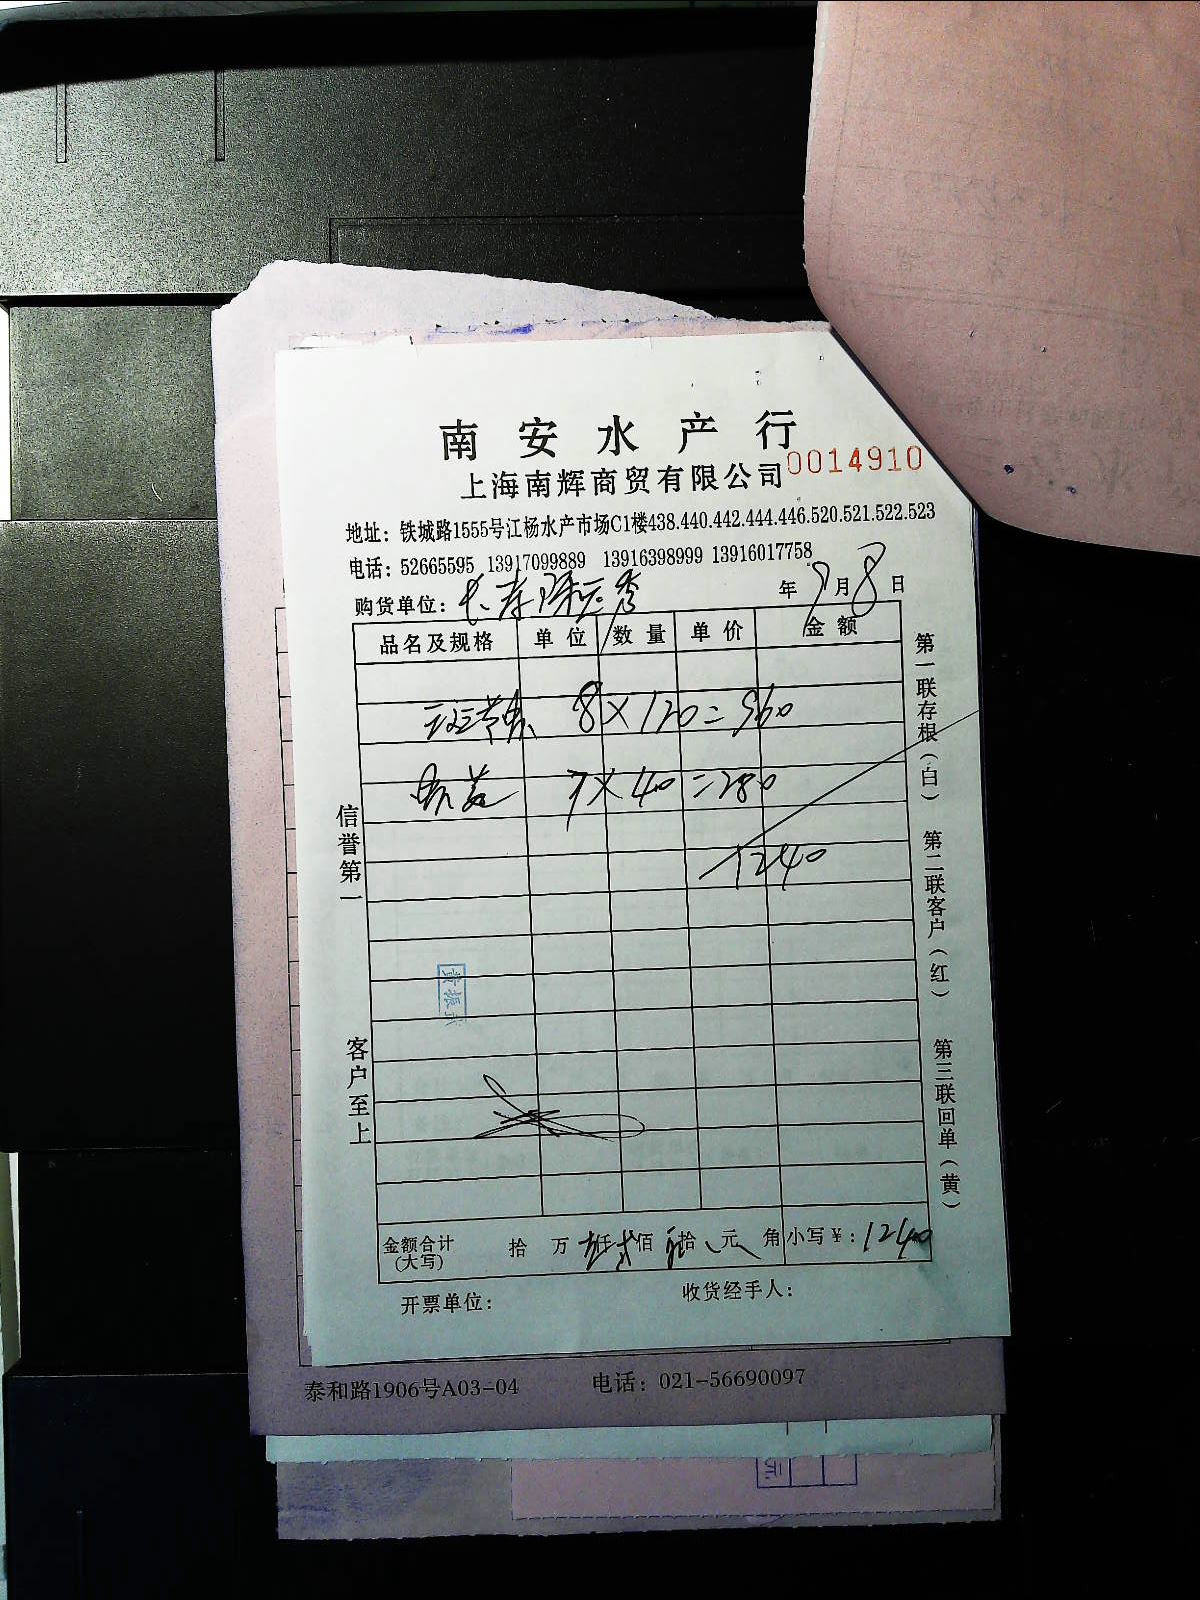 南安水产行
上海南辉商贸有限公司 0014910
地址：铁城路1555号江杨水产市场C1楼438.440.442.444.446.520.521.522.523
电话：52665595 13917099889 13916398999 13916017758
购货单位： 年9月8日
品名及规格 单位 数量 单价 金额
8×120=960
7×40=280
1240
金额合计(大写) 拾 万 仟贰佰 拾 元 角 小写¥：1240
开票单位： 收货经手人：
信誉第一
客户至上
第一联存根（白）
第二联客户（红）
第三联回单（黄）
泰和路1906号A03-04 电话：021-56690097